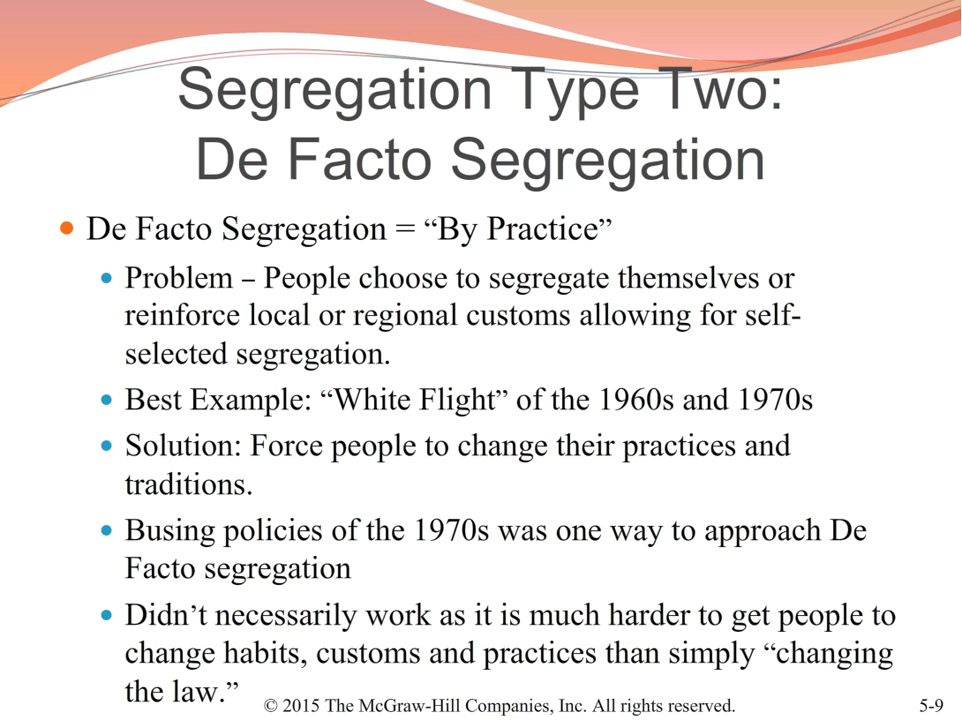 Segregation Type Two:
De Facto Segregation
• De Facto Segregation = “By Practice”
• Problem – People choose to segregate themselves or
reinforce local or regional customs allowing for self-
selected segregation.
• Best Example: “White Flight” of the 1960s and 1970s
• Solution: Force people to change their practices and
traditions.
• Busing policies of the 1970s was one way to approach De
Facto segregation
• Didn’t necessarily work as it is much harder to get people to
change habits, customs and practices than simply “changing
the law.”
© 2015 The McGraw-Hill Companies, Inc. All rights reserved.
5-9